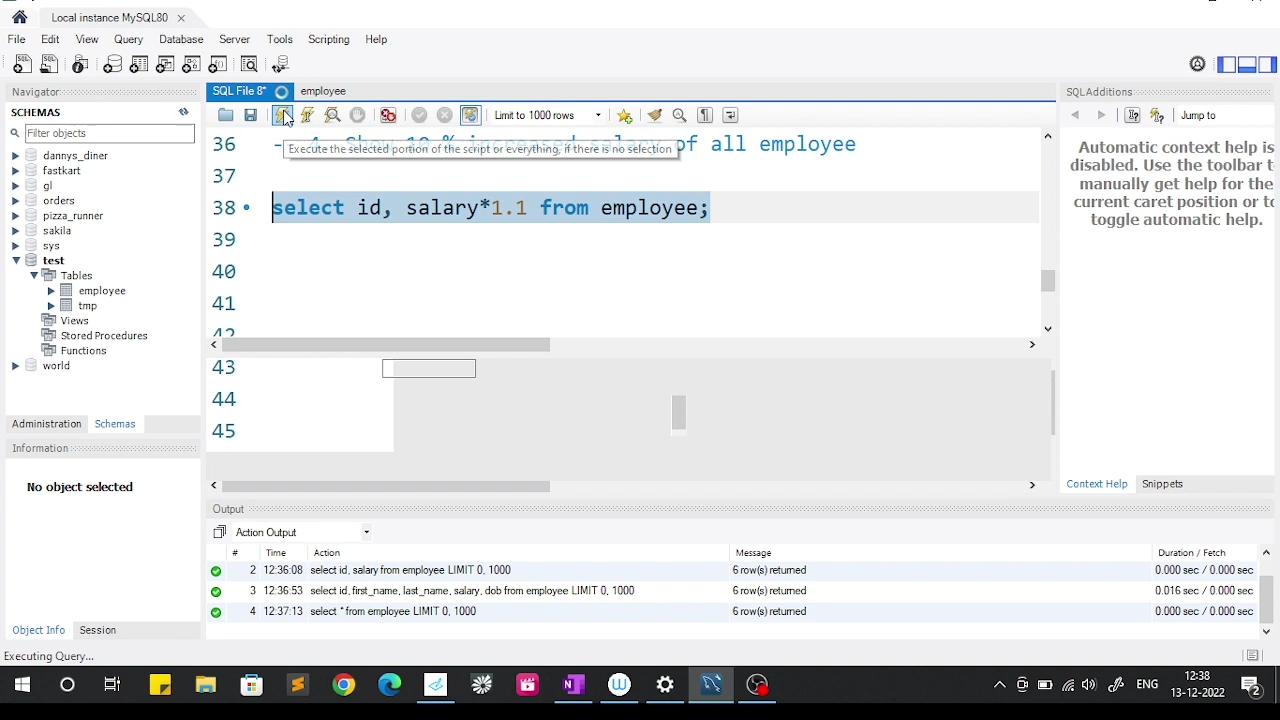 Local instance MySQL80
File Edit View Query Database Server Tools Scripting Help
Navigator
SCHEMAS
Filter objects
dannys_diner
fastkart
gl
orders
pizza_runner
sakila
sys
test
Tables
employee
tmp
Views
Stored Procedures
Functions
world
Administration Schemas
Information
No object selected
Object Info Session
SQL File 8* employee
Limit to 1000 rows
36 of all employee
Execute the selected portion of the script or everything, if there is no selection
37
38 select id, salary*1.1 from employee;
39
40
41
42
43
44
45
SQLAdditions
Jump to
Automatic context help is
disabled. Use the toolbar t
manually get help for the
current caret position or to
toggle automatic help.
Context Help Snippets
Output
Action Output
# Time Action Message Duration / Fetch
2 12:36:08 select id, salary from employee LIMIT 0, 1000 6 row(s) returned 0.000 sec / 0.000 sec
3 12:36:53 select id, first_name, last_name, salary, dob from employee LIMIT 0, 1000 6 row(s) returned 0.016 sec / 0.000 sec
4 12:37:13 select * from employee LIMIT 0, 1000 6 row(s) returned 0.000 sec / 0.000 sec
Executing Query...
ENG
12:38
13-12-2022
2